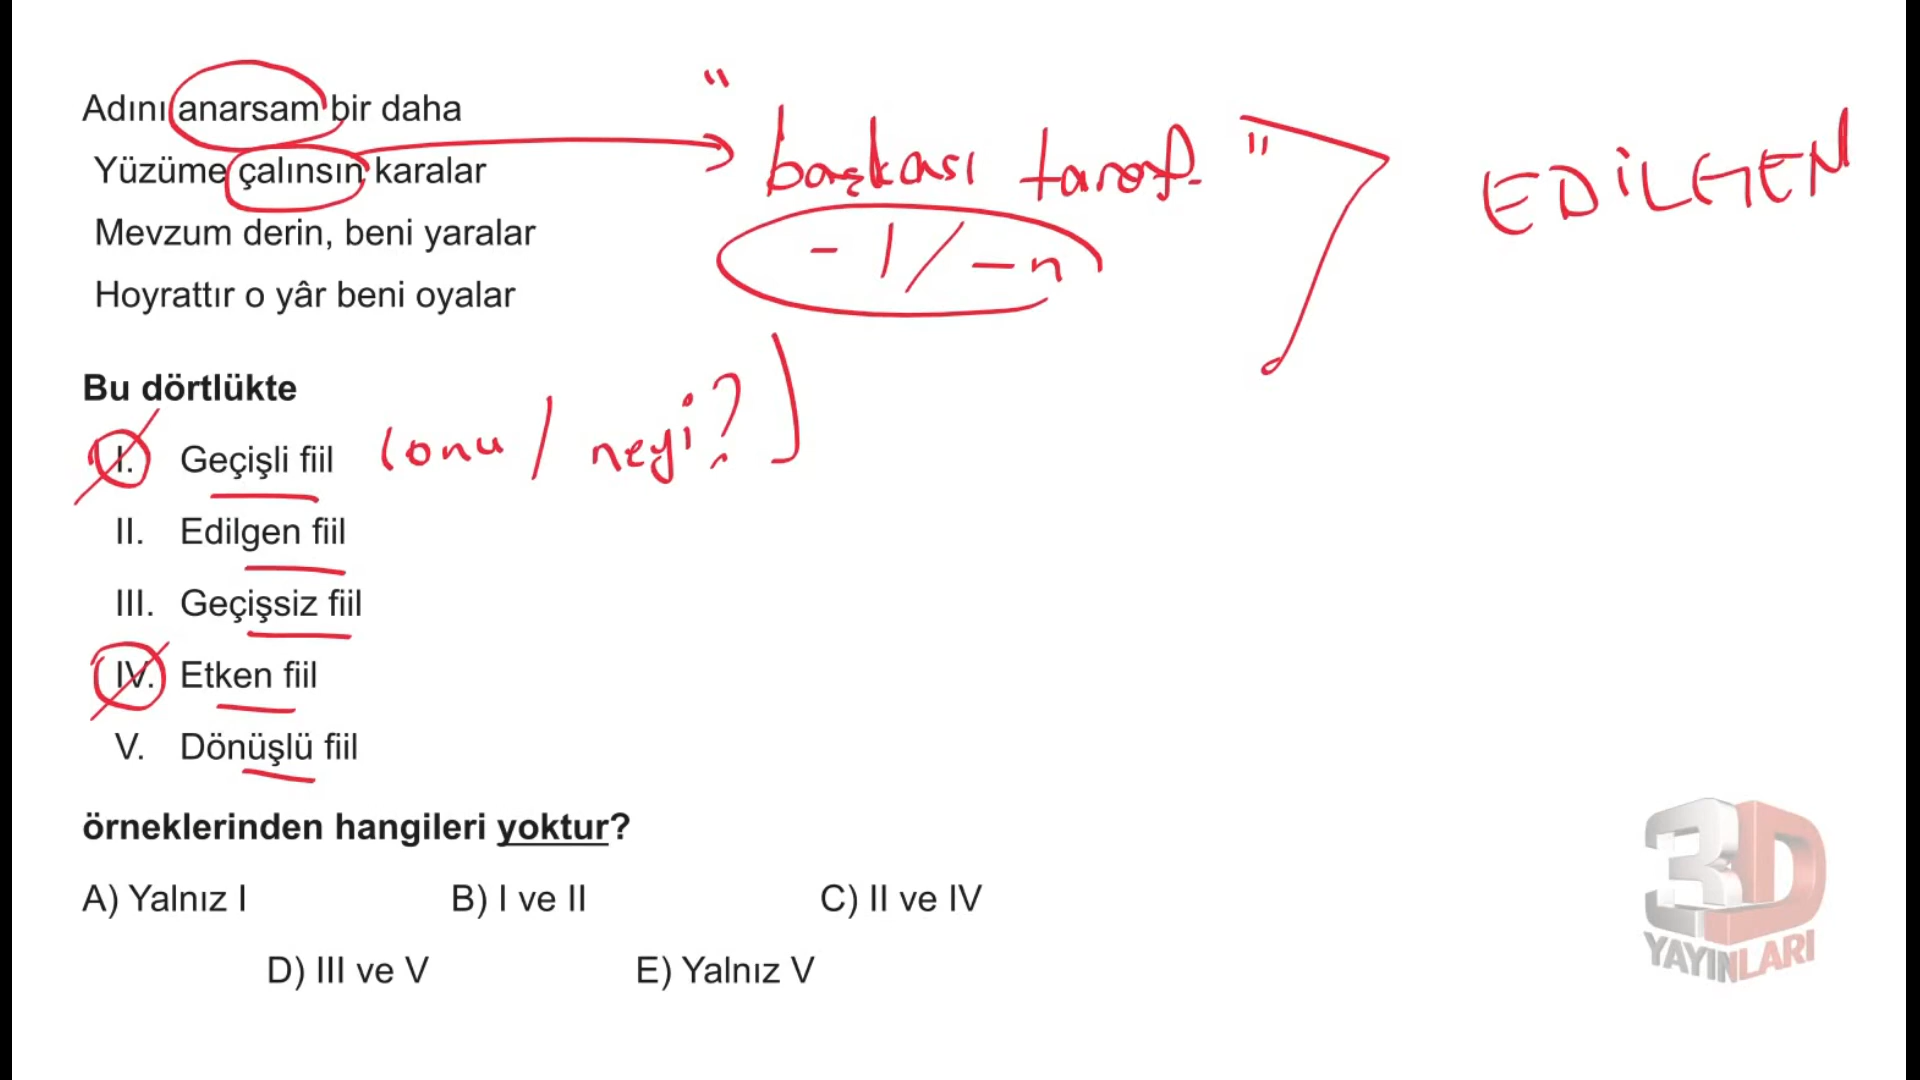 Adını anarsam bir daha
Yüzüme çalınsın karalar
Mevzum derin, beni yaralar
Hoyrattır o yâr beni oyalar
" başkası taraf. "
-l / -n
EDİLGEN
Bu dörtlükte
I. Geçişli fiil (onu / neyi?)
II. Edilgen fiil
III. Geçişsiz fiil
IV. Etken fiil
V. Dönüşlü fiil
örneklerinden hangileri yoktur?
A) Yalnız I B) I ve II C) II ve IV
D) III ve V E) Yalnız V
3D
YAYINLARI